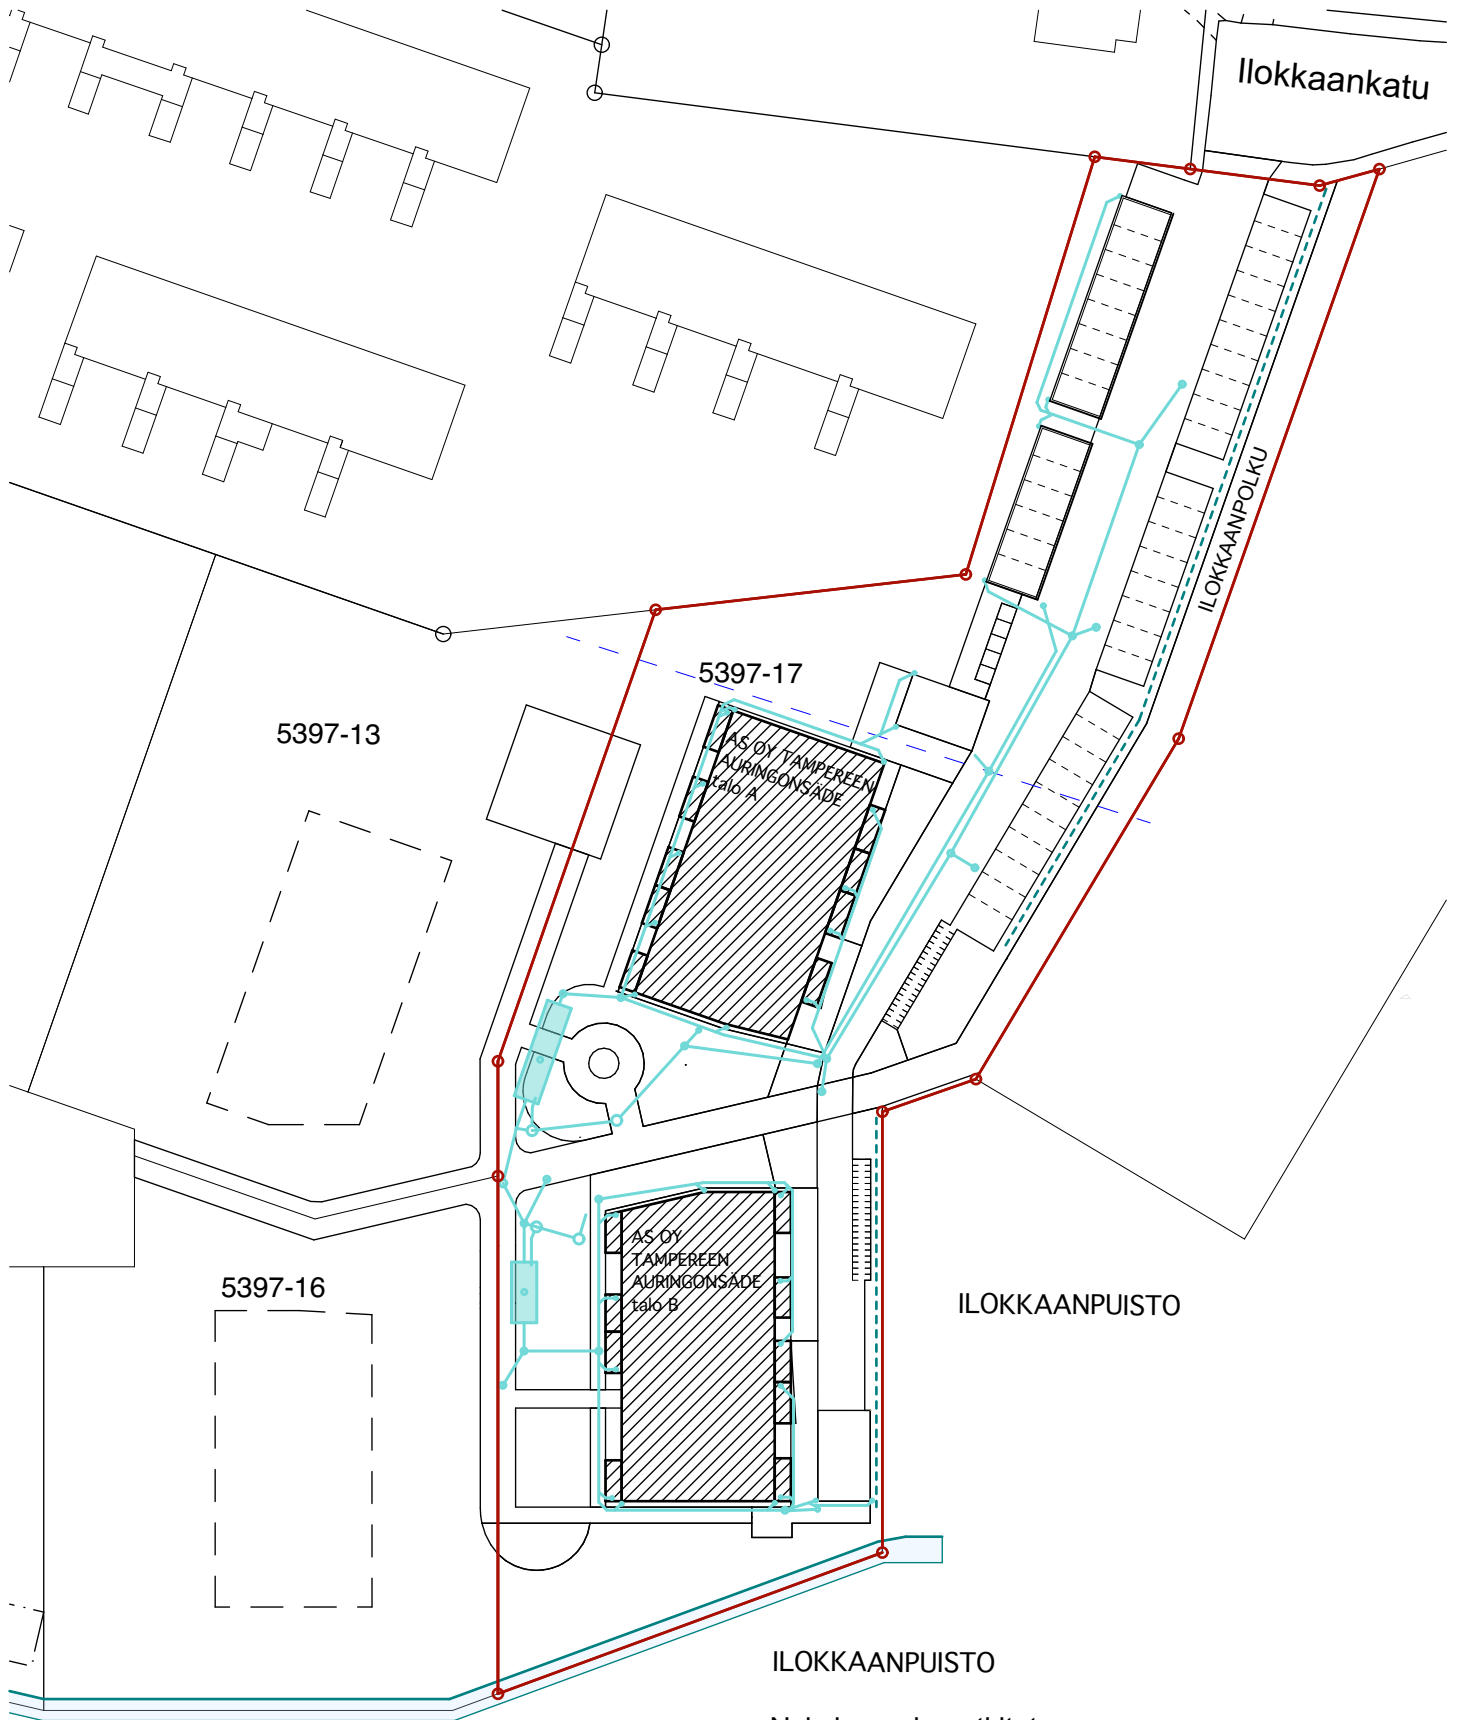 Ilokkaankatu
ILOKKAANPOLKU
5397-17
5397-13
AS OY TAMPEREEN
AURINGONSÄDE
talo A
5397-16
AS OY
TAMPEREEN
AURINGONSÄDE
talo B
ILOKKAANPUISTO
ILOKKAANPUISTO